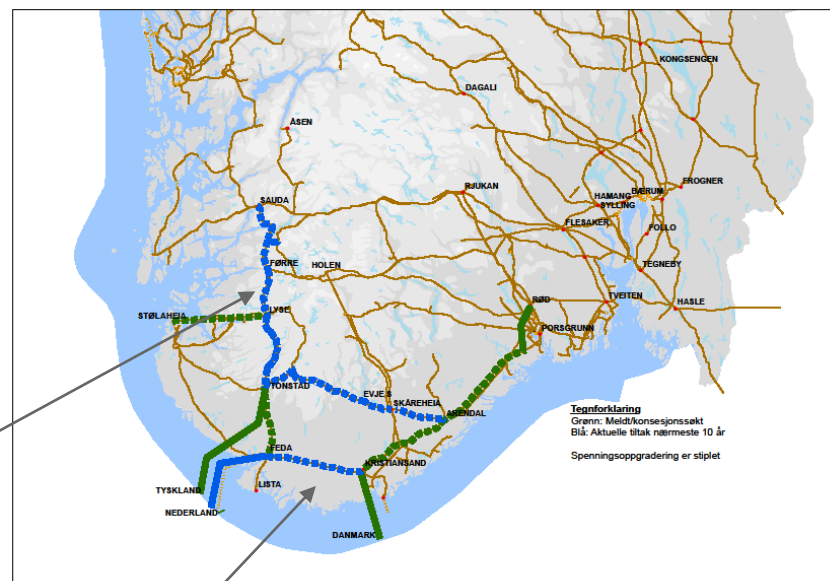 KONGSENGEN
DAGALI
ÅSEN
FROGNER
BÆRUM
RJUKAN
HAMANG
SYLLING
SAUDA
FLESAKER
FOLLO
FØRRE
HOLEN
TEGNEBY
RØD
TVEITEN
HASLE
STØLAHEIA
LYSE
PORSGRUNN
TONSTAD
EVJE,S
SKÅREHEIA
ARENDAL
Tegnforklaring
Grønn: Meldt/konsesjonssøkt
Blå: Aktuelle tiltak nærmeste 10 år
Spenningsoppgradering er stiplet
FEDA
KRISTIANSAND
TYSKLAND
LISTA
NEDERLAND
DANMARK